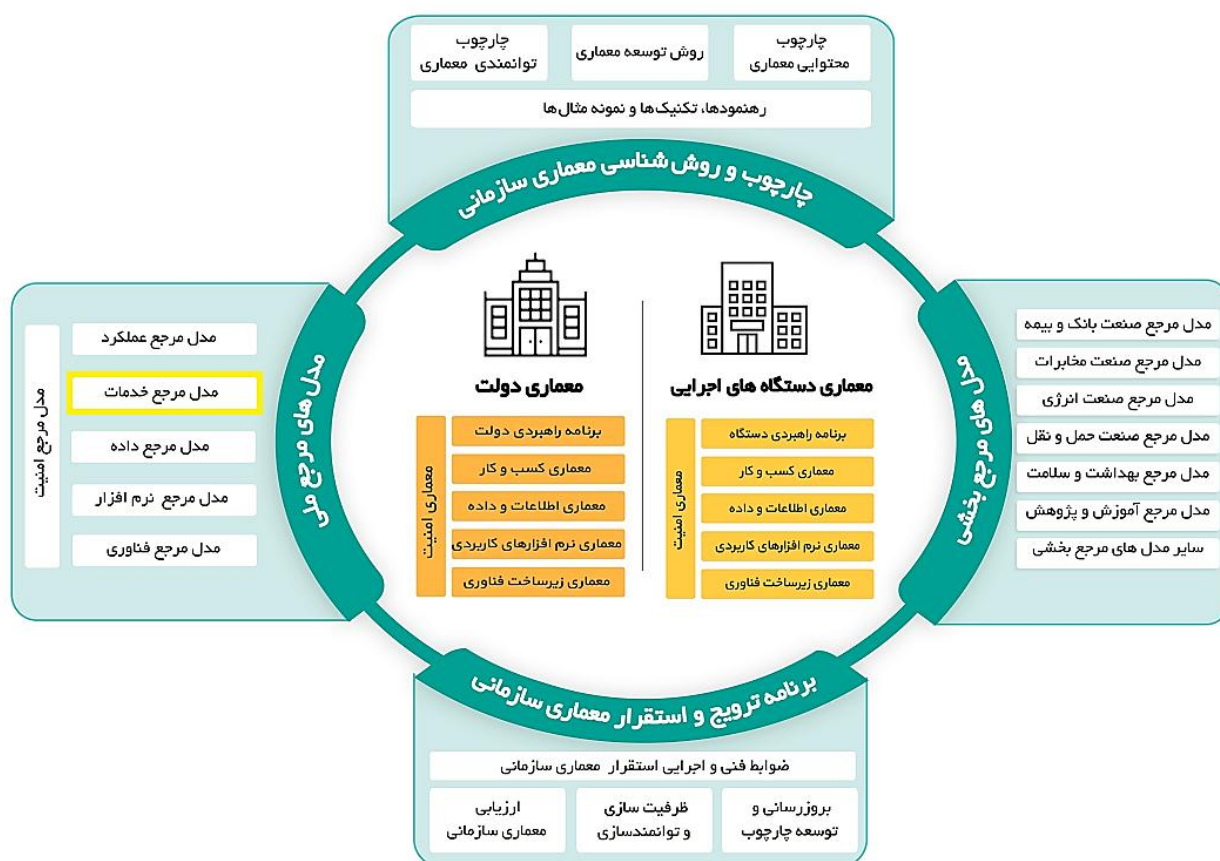 چارچوب
محتوایی معماری
روش توسعه معماری
چارچوب
توانمندی معماری
رهنمودها، تکنیک‌ها و نمونه مثال‌ها
چارچوب و روش شناسی معماری سازمانی
مدل های مرجع بخشی
مدل مرجع صنعت بانک و بیمه
مدل مرجع صنعت مخابرات
مدل مرجع صنعت انرژی
مدل مرجع صنعت حمل و نقل
مدل مرجع بهداشت و سلامت
مدل مرجع آموزش و پژوهش
سایر مدل های مرجع بخشی
معماری دستگاه های اجرایی
برنامه راهبردی دستگاه
معماری کسب و کار
معماری اطلاعات و داده
معماری نرم افزارهای کاربردی
معماری زیرساخت فناوری
معماری امنیت
معماری دولت
برنامه راهبردی دولت
معماری کسب و کار
معماری اطلاعات و داده
معماری نرم افزارهای کاربردی
معماری زیرساخت فناوری
معماری امنیت
مدل‌های مرجع ملی
مدل مرجع عملکرد
مدل مرجع خدمات
مدل مرجع داده
مدل مرجع نرم افزار
مدل مرجع فناوری
مدل مرجع امنیت
برنامه ترویج و استقرار معماری سازمانی
ضوابط فنی و اجرایی استقرار معماری سازمانی
بروزرسانی و
توسعه چارچوب
ظرفیت سازی
و توانمندسازی
ارزیابی
معماری سازمانی